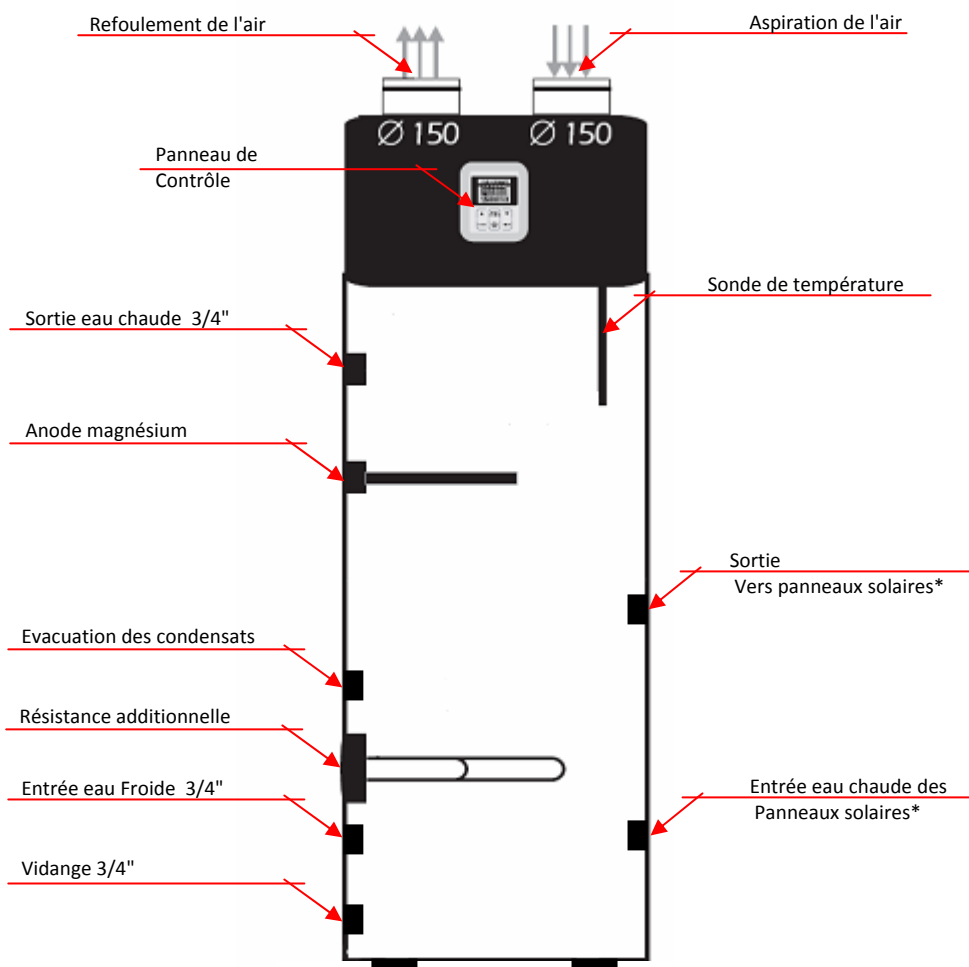 Refoulement de l'air
Aspiration de l'air
Ø 150
Ø 150
Panneau de
Contrôle
Sonde de température
Sortie eau chaude 3/4"
Anode magnésium
Sortie
Vers panneaux solaires*
Evacuation des condensats
Résistance additionnelle
Entrée eau Froide 3/4"
Entrée eau chaude des
Panneaux solaires*
Vidange 3/4"